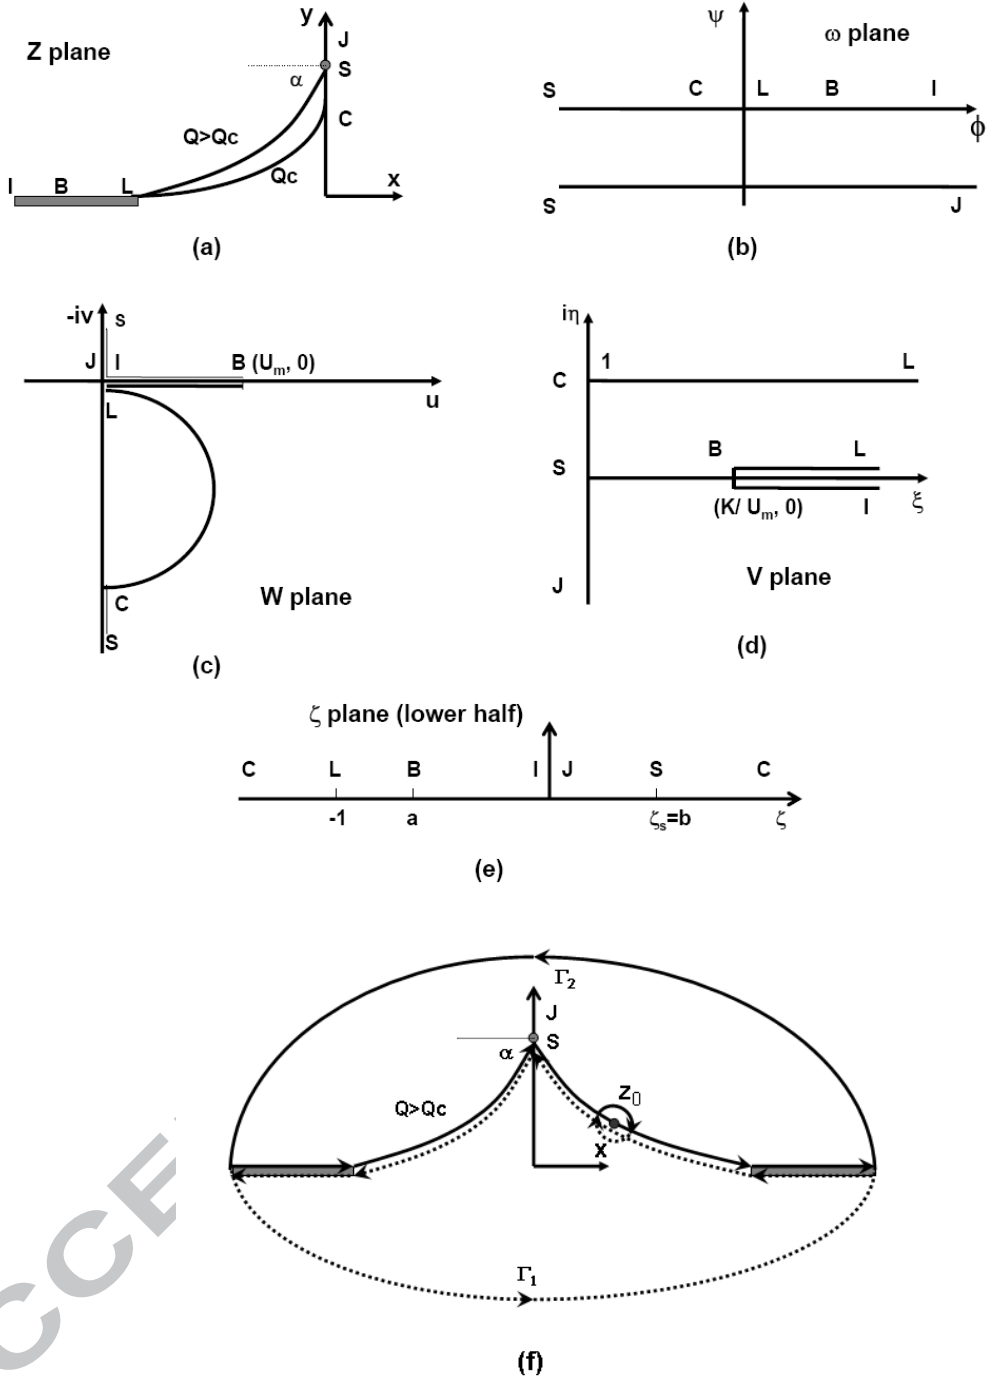 y
J
Z plane
S
α
C
Q>Qc
Qc
I B L
x
(a)
ψ
ω plane
S C L B I
ϕ
S J
(b)
-iv s
J I B (Um, 0)
u
L
C
W plane
S
(c)
iη
1 L
C
B L
S
ξ
(K/ Um, 0) I
J
V plane
(d)
ζ plane (lower half)
C L B I J S C
-1 a ζs=b ζ
(e)
Γ2
J
S
α
Z0
Q>Qc
x
Γ1
CCE
(f)